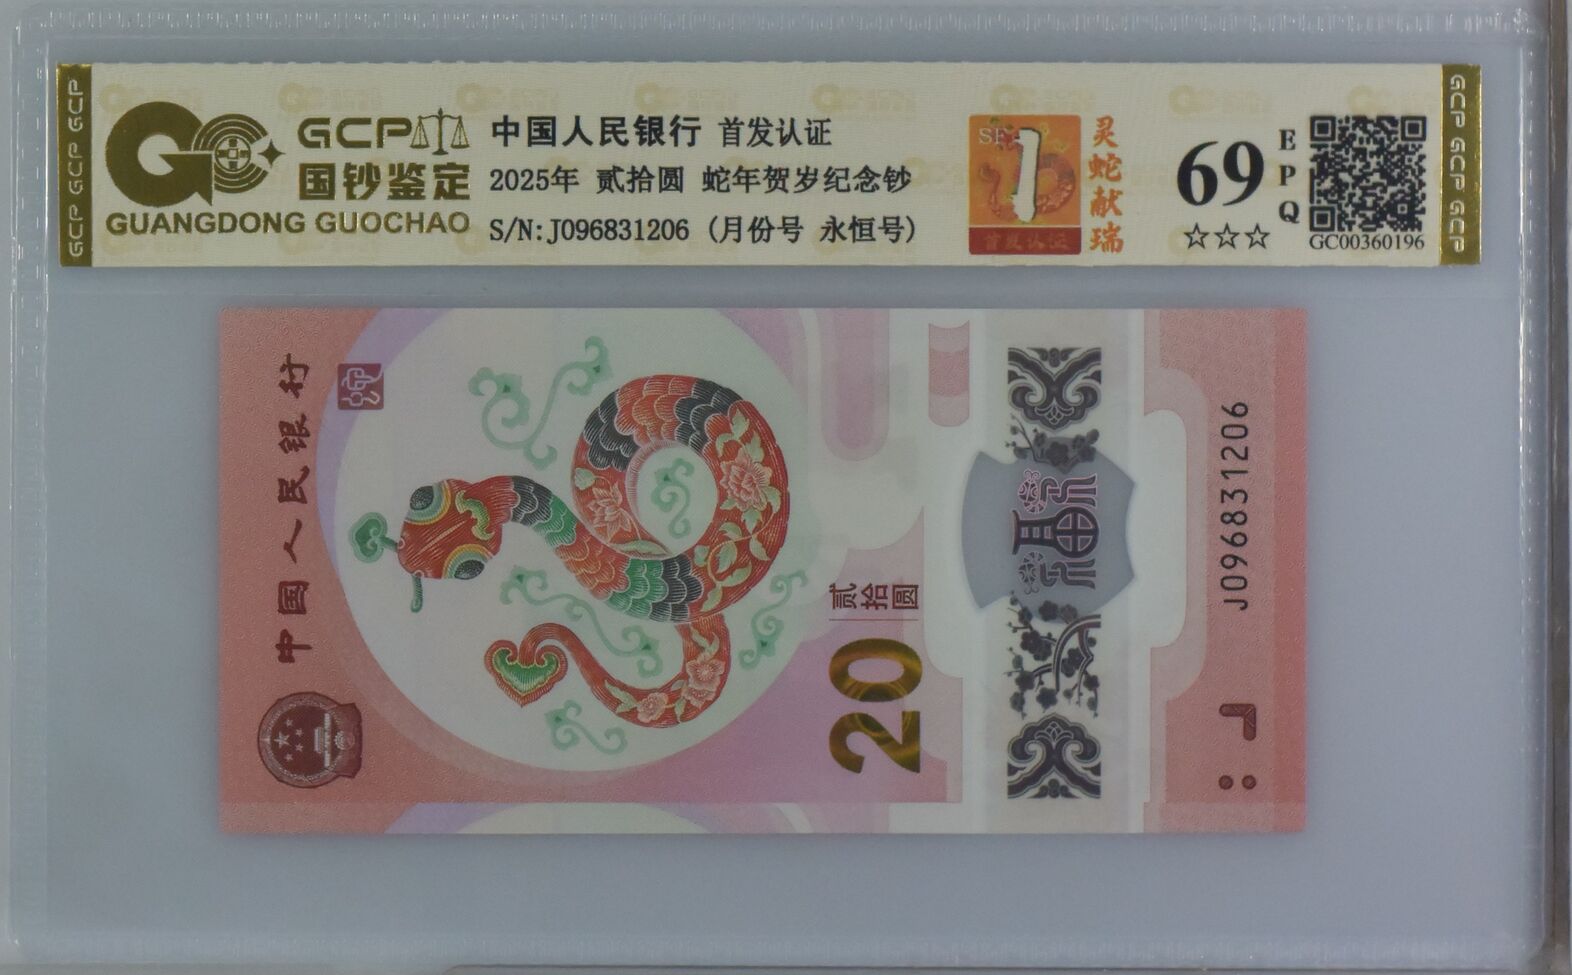 GCP
国钞鉴定
GUANGDONG GUOCHAO
中国人民银行 首发认证
2025年 贰拾圆 蛇年贺岁纪念钞
S/N:J096831206 (月份号 永恒号)
1
首发认证
灵蛇献瑞
69
EPQ
☆☆☆
GC00360196
GCP GCP GCP
GCP GCP GCP
中国人民银行
贰拾圆
20
福
J096831206